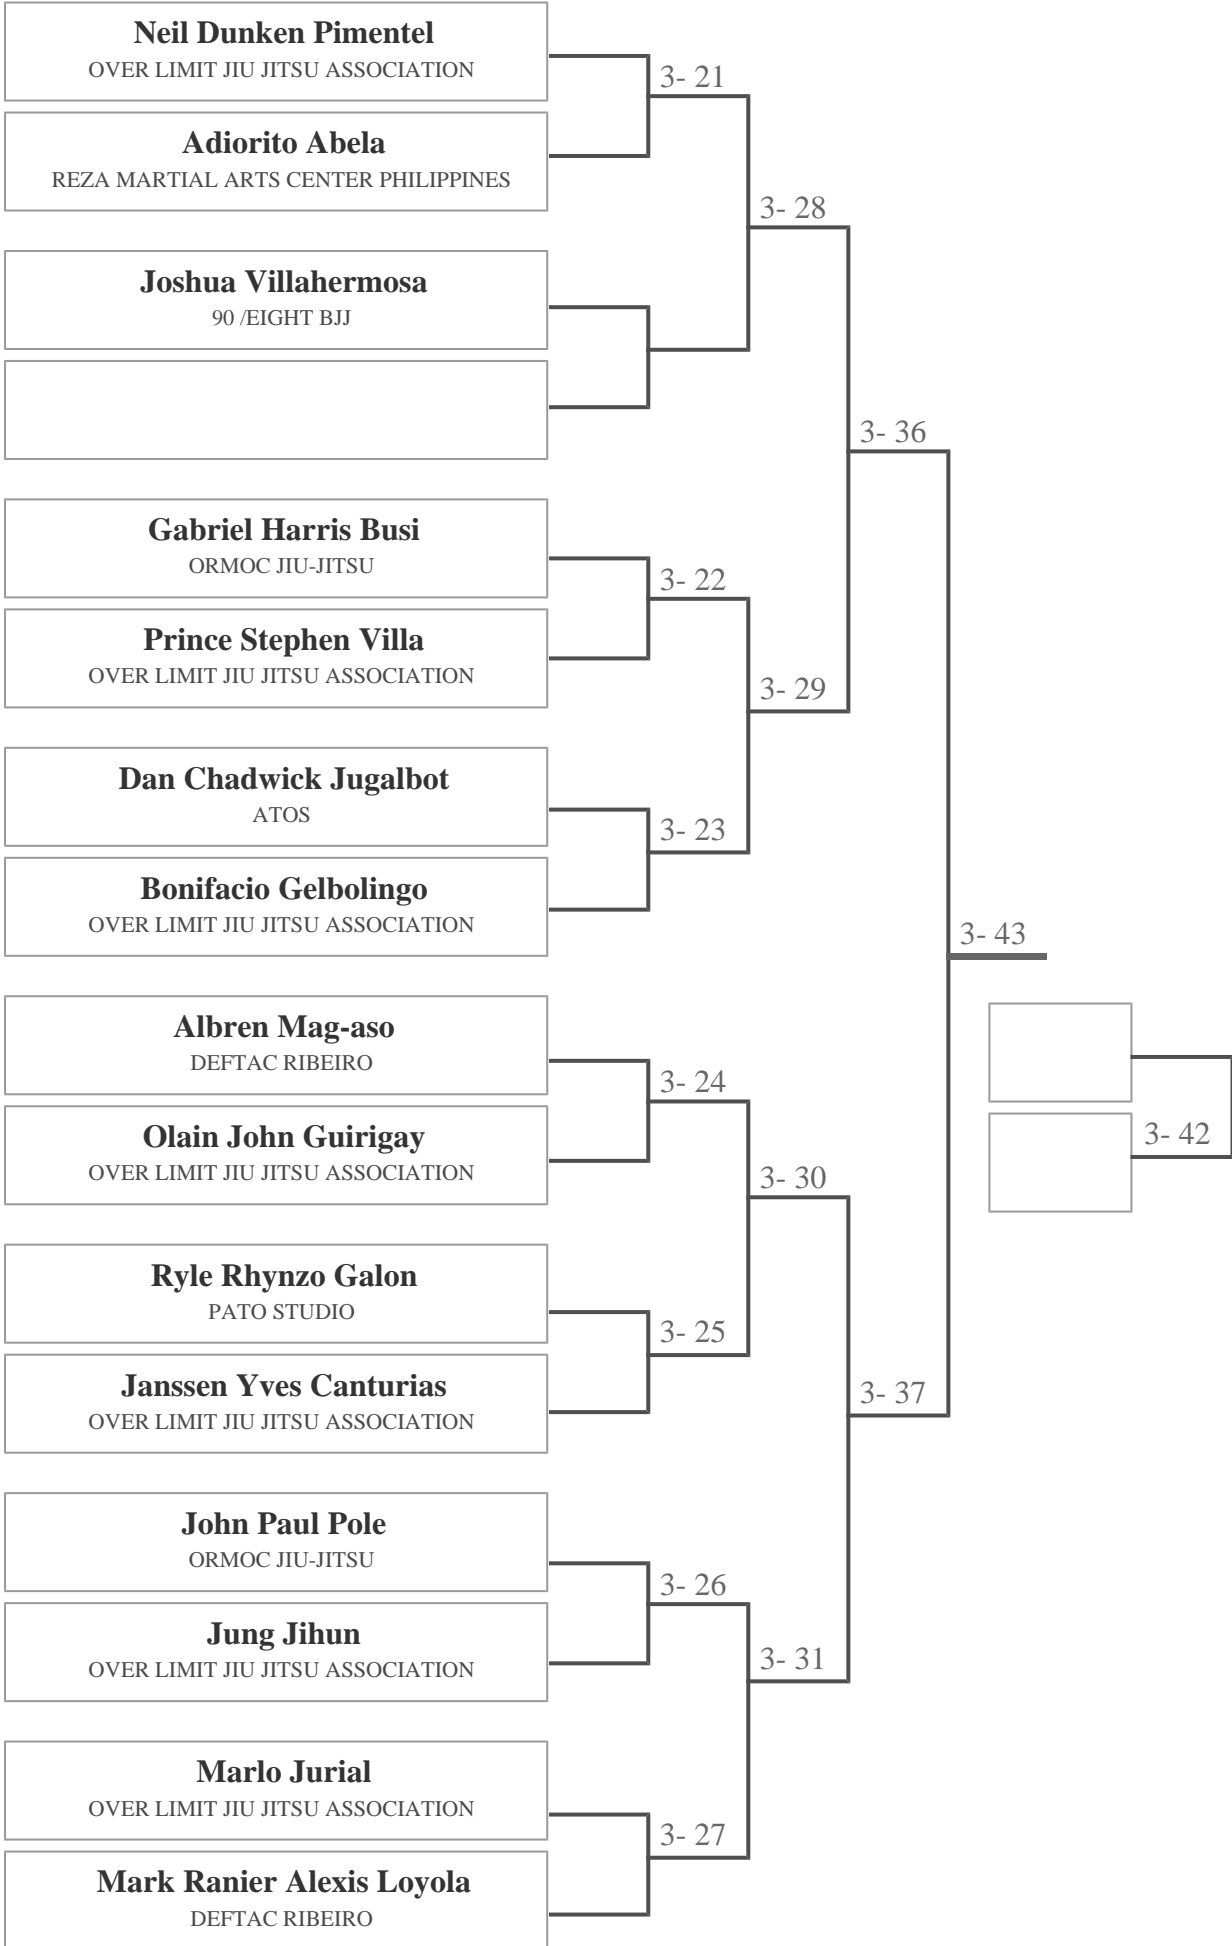 Neil Dunken Pimentel
OVER LIMIT JIU JITSU ASSOCIATION
3- 21
Adiorito Abela
REZA MARTIAL ARTS CENTER PHILIPPINES
3- 28
Joshua Villahermosa
90 /EIGHT BJJ
3- 36
Gabriel Harris Busi
ORMOC JIU-JITSU
3- 22
Prince Stephen Villa
OVER LIMIT JIU JITSU ASSOCIATION
3- 29
Dan Chadwick Jugalbot
ATOS
3- 23
Bonifacio Gelbolingo
OVER LIMIT JIU JITSU ASSOCIATION
3- 43
Albren Mag-aso
DEFTAC RIBEIRO
3- 24
Olain John Guirigay
OVER LIMIT JIU JITSU ASSOCIATION
3- 42
3- 30
Ryle Rhynzo Galon
PATO STUDIO
3- 25
Janssen Yves Canturias
OVER LIMIT JIU JITSU ASSOCIATION
3- 37
John Paul Pole
ORMOC JIU-JITSU
3- 26
Jung Jihun
OVER LIMIT JIU JITSU ASSOCIATION
3- 31
Marlo Jurial
OVER LIMIT JIU JITSU ASSOCIATION
3- 27
Mark Ranier Alexis Loyola
DEFTAC RIBEIRO